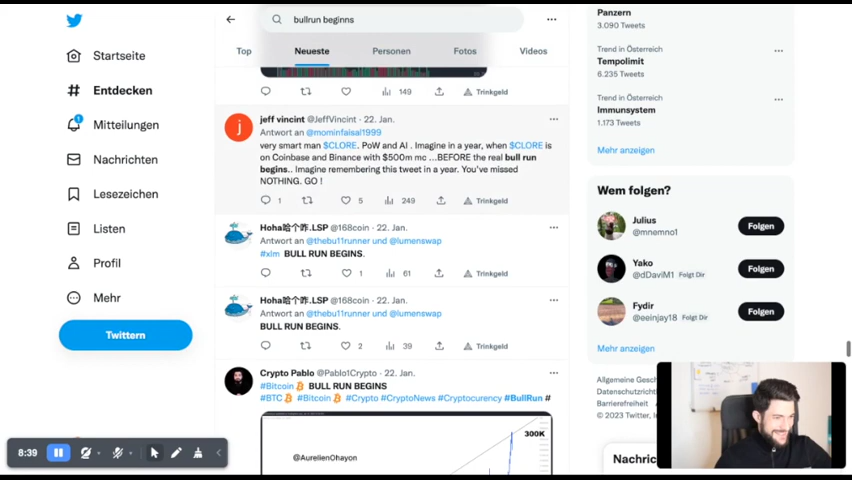 bullrun beginns
Top
Neueste
Personen
Fotos
Videos
Startseite
Entdecken
1
Mitteilungen
Nachrichten
Lesezeichen
Listen
Profil
Mehr
Twittern
149
Trinkgeld
j
jeff vincint @JeffVincint · 22. Jan.
Antwort an @mominfaisal1999
very smart man $CLORE. PoW and AI . Imagine in a year, when $CLORE is
on Coinbase and Binance with $500m mc ...BEFORE the real bull run
begins.. Imagine remembering this tweet in a year. You've missed
NOTHING. GO !
1
5
249
Trinkgeld
Hoha哈个咋.LSP @168coin · 22. Jan.
Antwort an @thebu11runner und @lumenswap
#xlm BULL RUN BEGINS.
1
61
Trinkgeld
Hoha哈个咋.LSP @168coin · 22. Jan.
Antwort an @thebu11runner und @lumenswap
BULL RUN BEGINS.
2
39
Trinkgeld
Crypto Pablo @Pablo1Crypto · 22. Jan.
#Bitcoin BULL RUN BEGINS
#BTC #Bitcoin #Crypto #CryptoNews #Cryptocurency #BullRun #
300K
@AurelienOhayon
Panzern
3.090 Tweets
Trend in Österreich
Tempolimit
6.235 Tweets
Trend in Österreich
Immunsystem
1.173 Tweets
Mehr anzeigen
Wem folgen?
Julius
@mnemno1
Folgen
Yako
@dDaviM1 Folgt Dir
Folgen
Fydir
@eeinjay18 Folgt Dir
Folgen
Mehr anzeigen
Allgemeine Gesch
Datenschutzricht
Barrierefreiheit
© 2023 Twitter,
Nachric
8:39